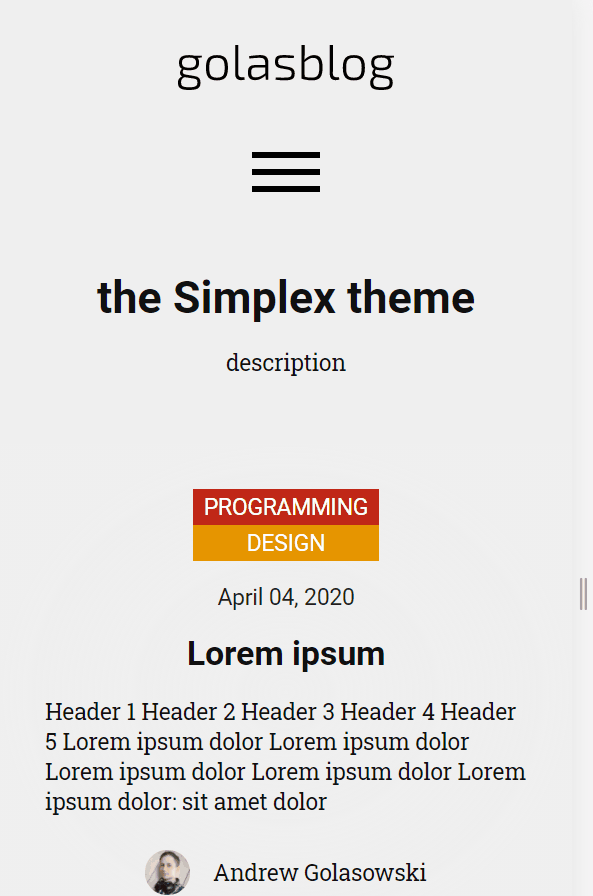 golasblog
the Simplex theme
description
PROGRAMMING
DESIGN
April 04, 2020
Lorem ipsum
Header 1 Header 2 Header 3 Header 4 Header
5 Lorem ipsum dolor Lorem ipsum dolor
Lorem ipsum dolor Lorem ipsum dolor Lorem
ipsum dolor: sit amet dolor
Andrew Golasowski